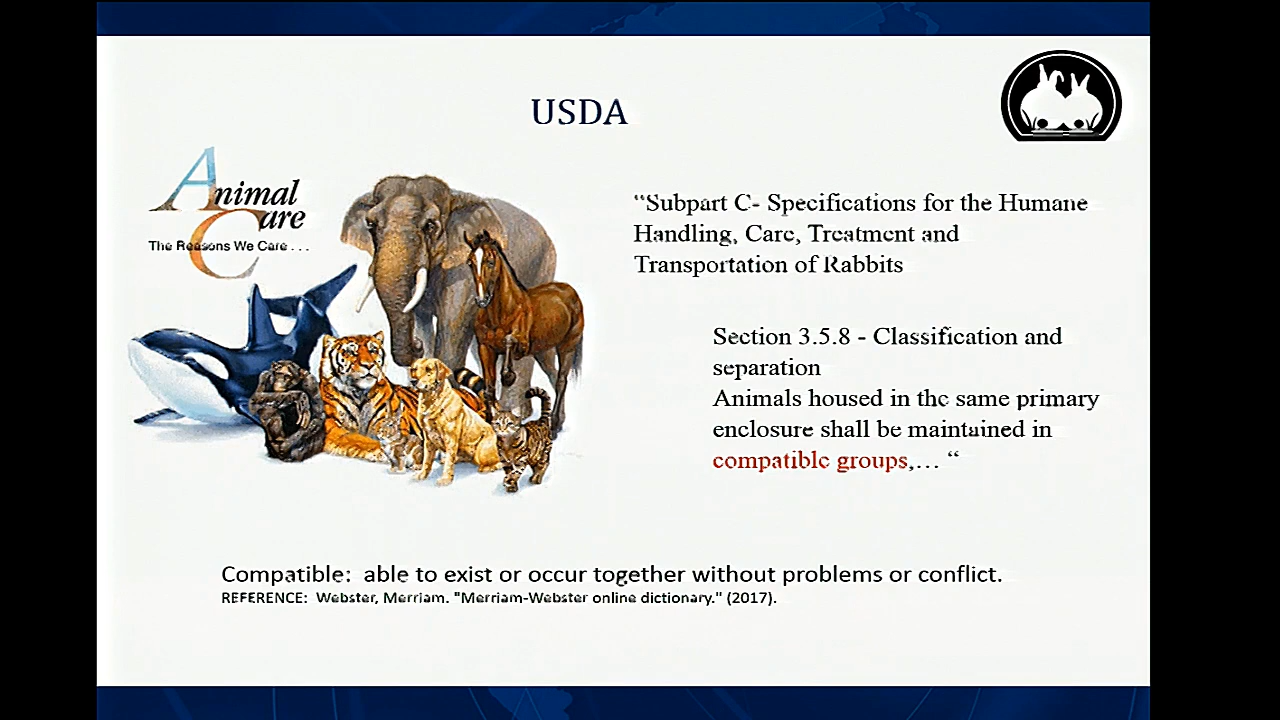 USDA
Animal
Care
The Reasons We Care . . .
“Subpart C- Specifications for the Humane
Handling, Care, Treatment and
Transportation of Rabbits
Section 3.5.8 - Classification and
separation
Animals housed in the same primary
enclosure shall be maintained in
compatible groups,… “
Compatible:  able to exist or occur together without problems or conflict.
REFERENCE:  Webster, Merriam. "Merriam-Webster online dictionary." (2017).